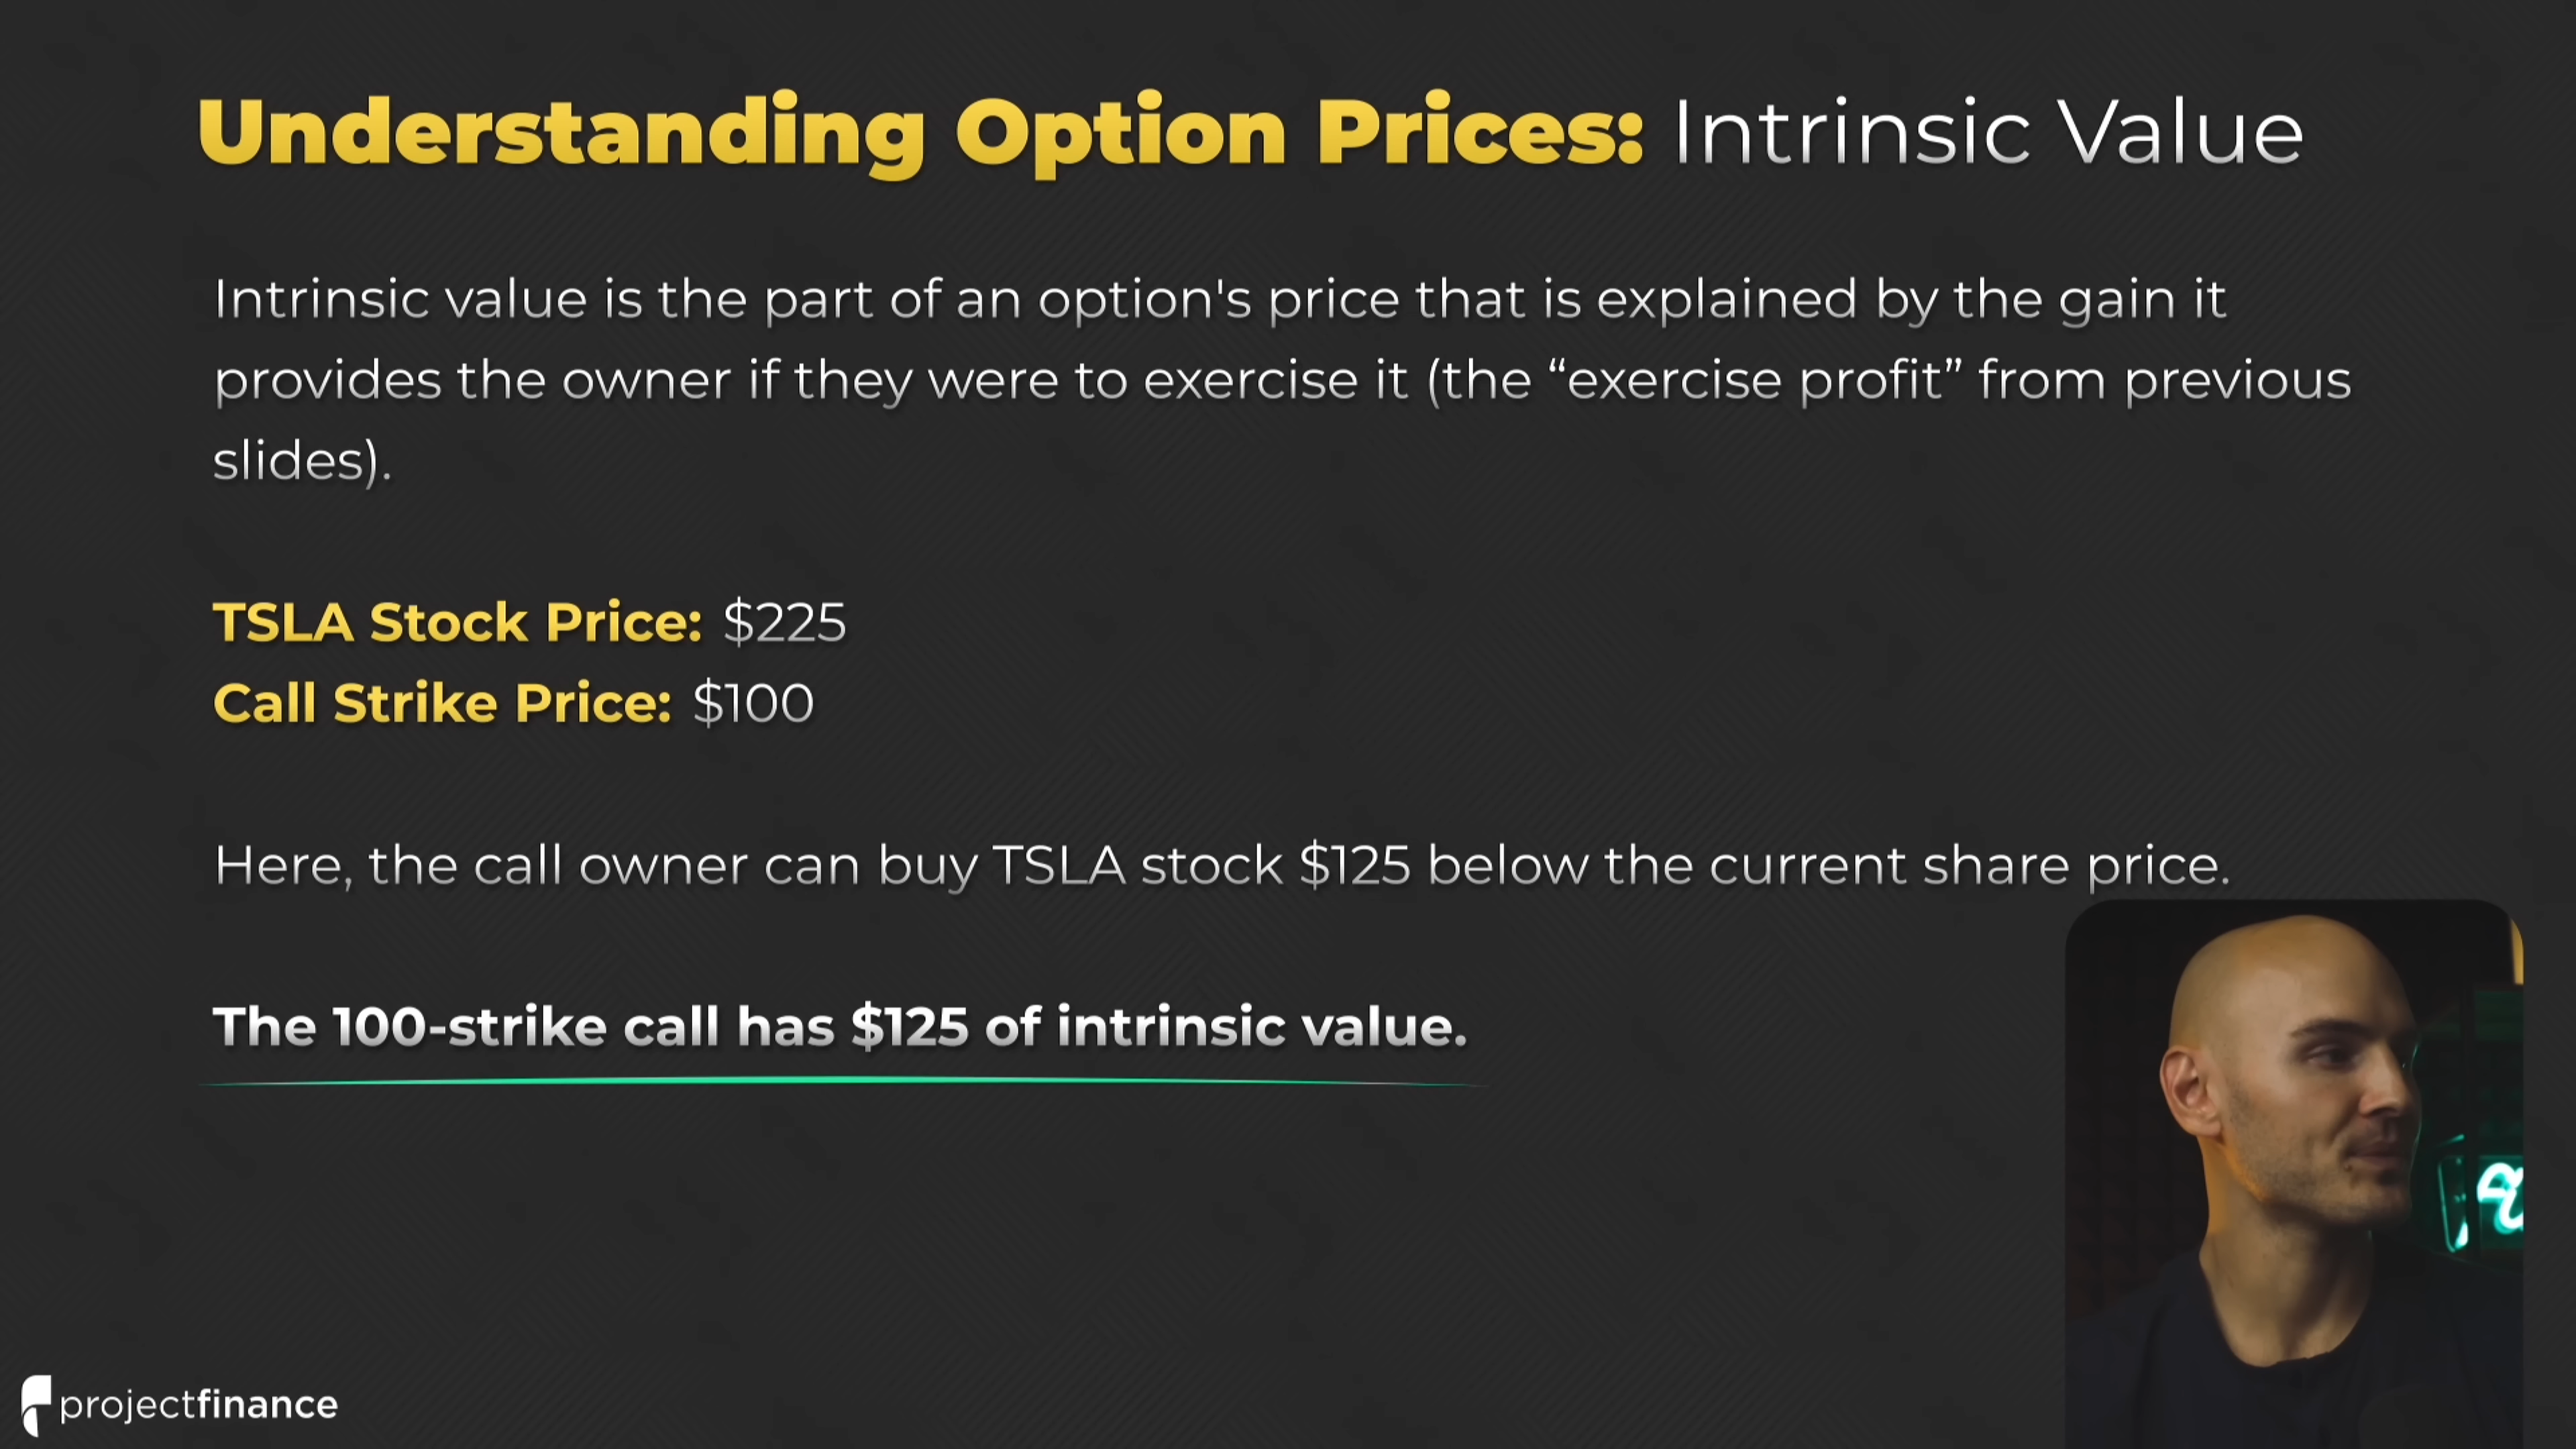 Understanding Option Prices: Intrinsic Value
Intrinsic value is the part of an option's price that is explained by the gain it
provides the owner if they were to exercise it (the “exercise profit” from previous
slides).
TSLA Stock Price: $225
Call Strike Price: $100
Here, the call owner can buy TSLA stock $125 below the current share price.
The 100-strike call has $125 of intrinsic value.
projectfinance